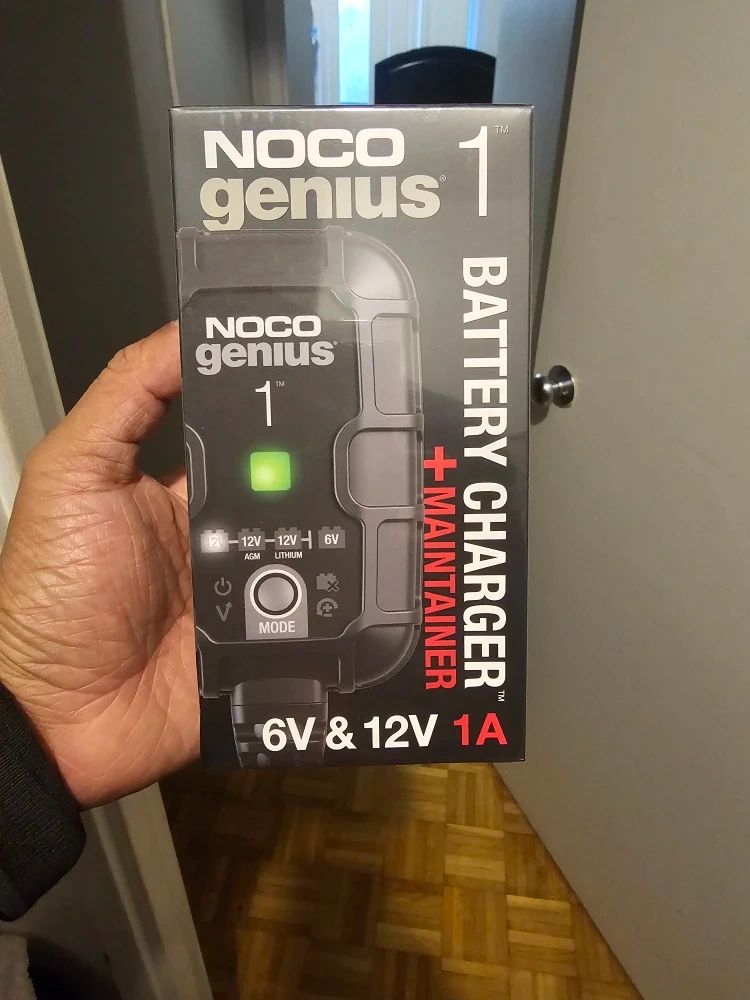 NOCO
genius®
1™
BATTERY CHARGER™
+MAINTAINER
NOCO
genius®
1™
12V
12V
12V
6V
AGM
LITHIUM
MODE
6V & 12V 1A